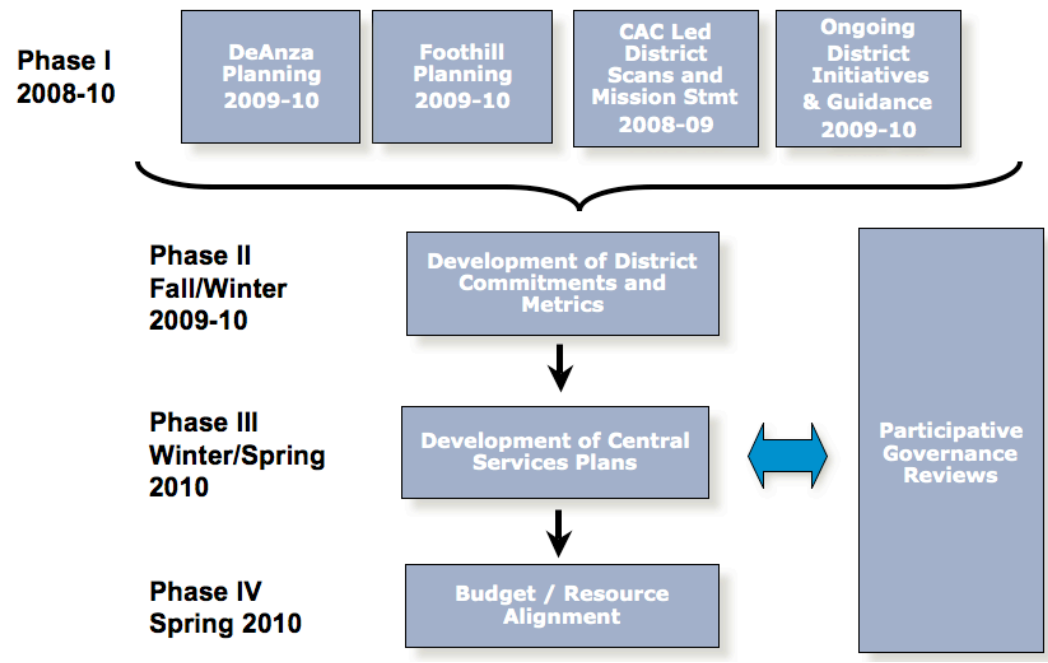 Phase I
2008-10
DeAnza
Planning
2009-10
Foothill
Planning
2009-10
CAC Led
District
Scans and
Mission Stmt
2008-09
Ongoing
District
Initiatives
& Guidance
2009-10
Phase II
Fall/Winter
2009-10
Development of District
Commitments and
Metrics
Phase III
Winter/Spring
2010
Development of Central
Services Plans
Participative
Governance
Reviews
Phase IV
Spring 2010
Budget / Resource
Alignment